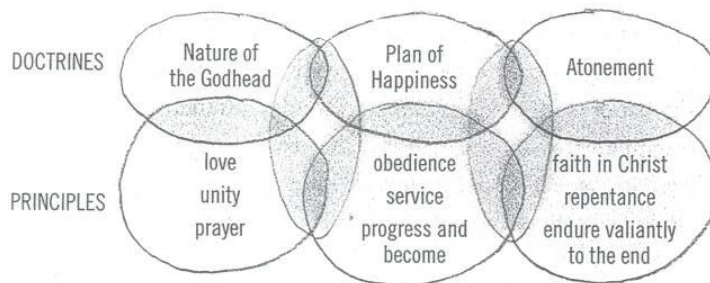 DOCTRINES
Nature of
the Godhead
Plan of
Happiness
Atonement
PRINCIPLES
love
unity
prayer
obedience
service
progress and
become
faith in Christ
repentance
endure valiantly
to the end